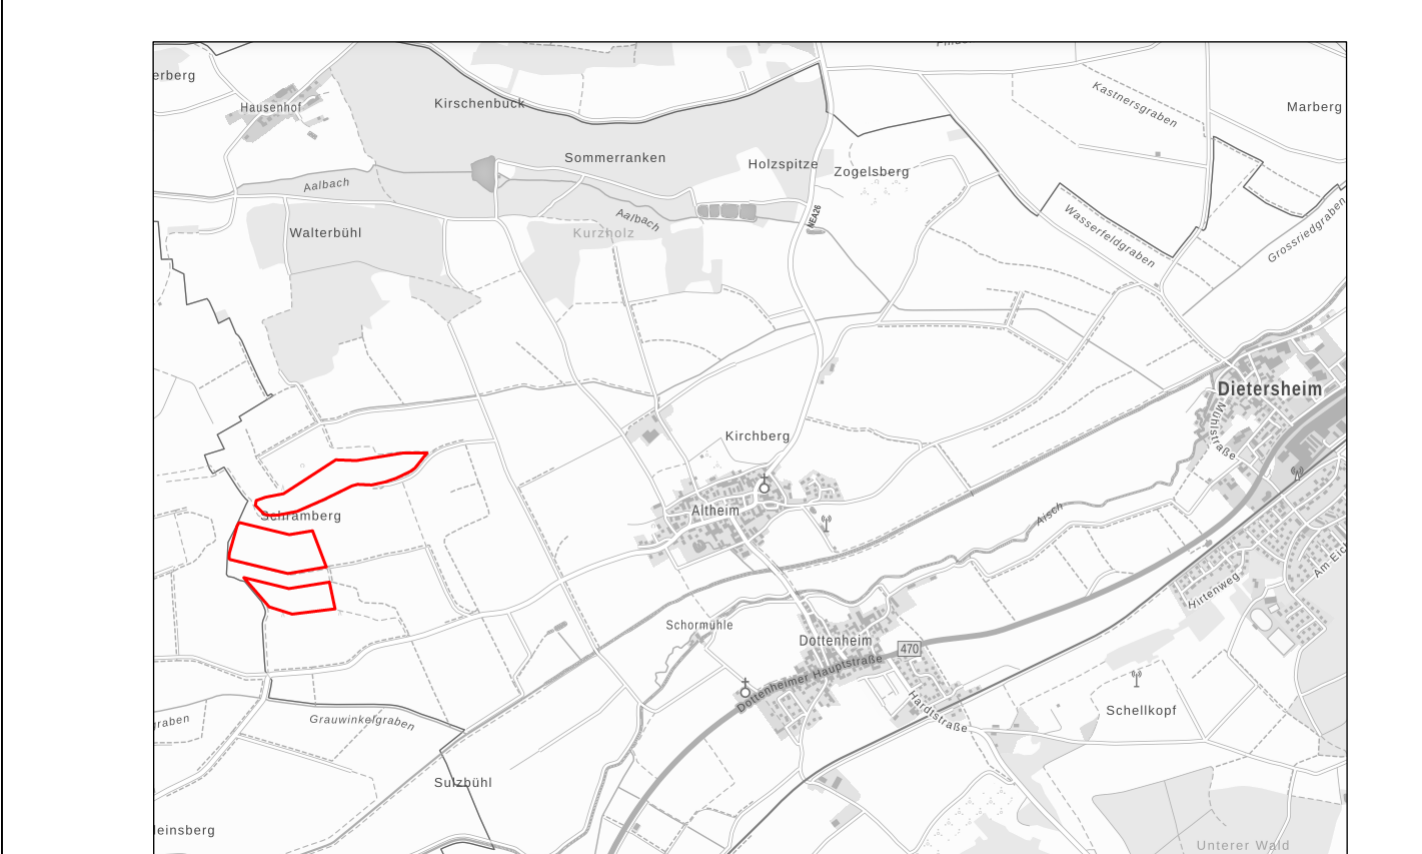 erberg
Hausenhof
Kirschenbuck
Kastnersgraben
Marberg
Sommerranken
Holzspitze
Zogelsberg
Aalbach
Aalbach
NEA26
Wasserfeldgraben
Grossriedgraben
Walterbühl
Kurzholz
Dietersheim
Mühlstraße
Kirchberg
Altheim
Schramberg
Aisch
Am Eic
Hirtenweg
Schormühle
Dottenheim
470
Dottenheimer Hauptstraße
Hardtstraße
Schellkopf
graben
Grauwinkelgraben
Sulzbühl
leinsberg
Unterer Wald